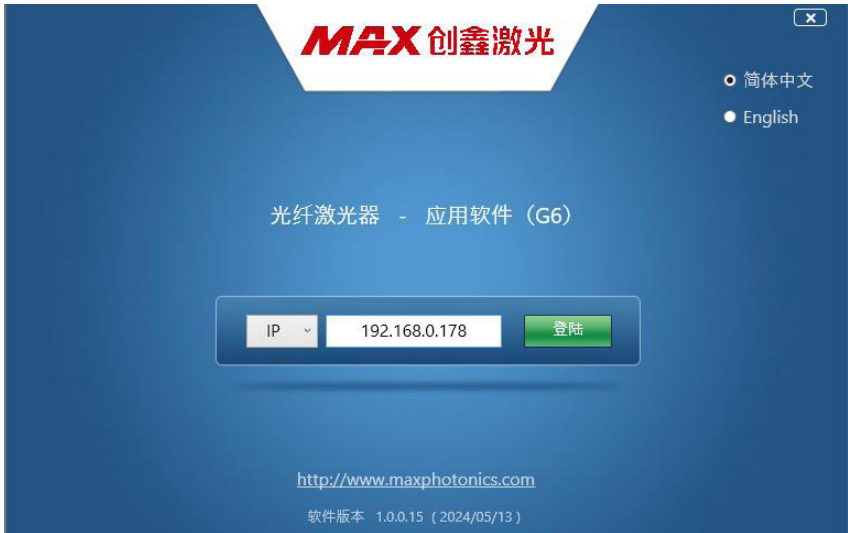 MAX 创鑫激光
简体中文
English
光纤激光器 - 应用软件（G6）
IP 192.168.0.178 登陆
http://www.maxphotonics.com
软件版本 1.0.0.15 ( 2024/05/13 )